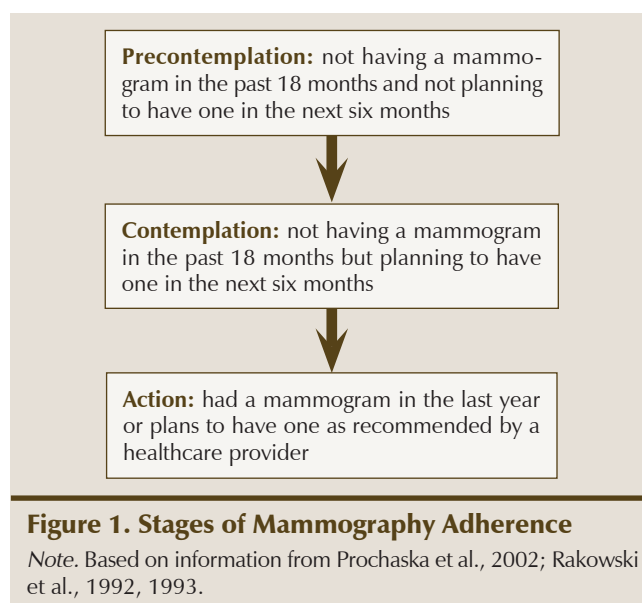 Precontemplation: not having a mammo-
gram in the past 18 months and not planning
to have one in the next six months
Contemplation: not having a mammogram
in the past 18 months but planning to have
one in the next six months
Action: had a mammogram in the last year
or plans to have one as recommended by a
healthcare provider
Figure 1. Stages of Mammography Adherence
Note. Based on information from Prochaska et al., 2002; Rakowski
et al., 1992, 1993.